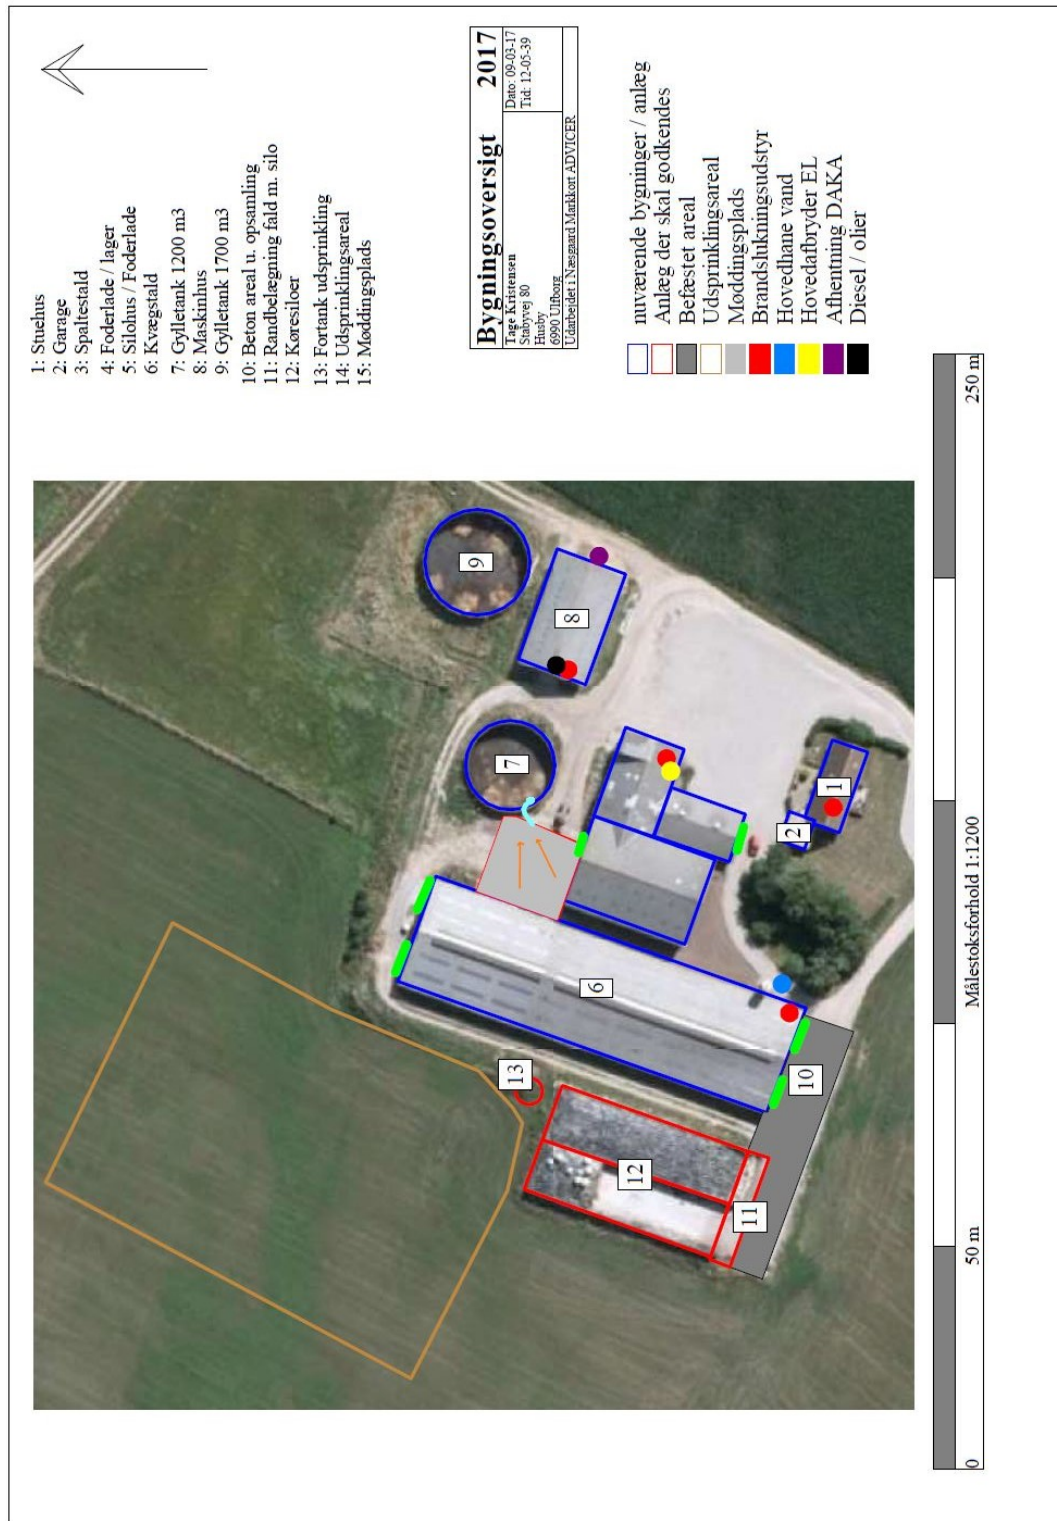 1: Stuehus
2: Garage
3: Spaltestald
4: Foderlade / lager
5: Silohus / Foderlade
6: Kvægstald
7: Gylletank 1200 m3
8: Maskinhus
9: Gylletank 1700 m3
10: Beton areal u. opsamling
11: Randbelægning fald m. silo
12: Køresiloer
13: Fortank udsprinkling
14: Udsprinklingsareal
15: Møddingsplads
Bygningsoversigt 2017
Tage Kristensen
Stabyvej 80
Husby
6990 Ulfborg
Dato: 09-03-17
Tid: 12-05-39
Udarbejdet i Næsgaard Markkort ADVICER
nuværende bygninger / anlæg
Anlæg der skal godkendes
Befæstet areal
Udsprinklingsareal
Møddingsplads
Brandslukningsudstyr
Hovedhane vand
Hovedafbryder EL
Afhentning DAKA
Diesel / olier
9
8
7
1
2
6
13
12
10
11
0
50 m
Målestoksforhold 1:1200
250 m